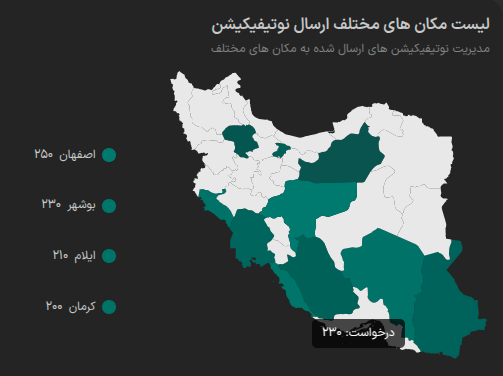 لیست مکان های مختلف ارسال نوتیفیکیشن
مدیریت نوتیفیکیشن های ارسال شده به مکان های مختلف
اصفهان ۲۵۰
بوشهر ۲۳۰
ایلام ۲۱۰
کرمان ۲۰۰
درخواست: ۲۳۰